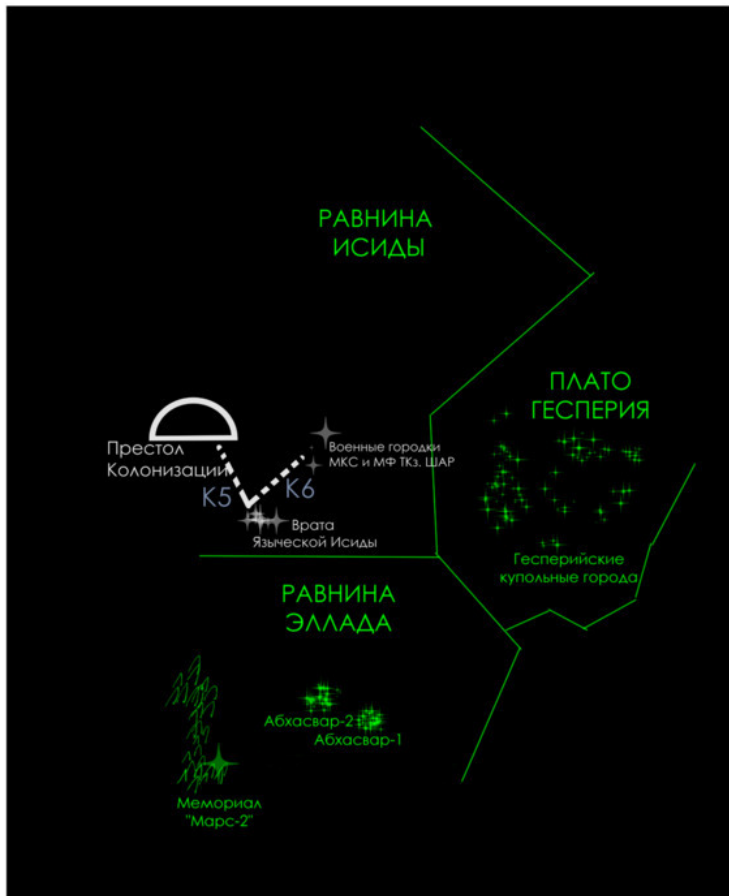 РАВНИНА
ИСИДЫ
ПЛАТО
ГЕСПЕРИЯ
Престол
Колонизации
Военные городки
МКС и МФ ТКз. ШАР
К5
К6
Врата
Языческой Исиды
Гесперийские
купольные города
РАВНИНА
ЭЛЛАДА
Абхасвар-2
Абхасвар-1
Мемориал
"Марс-2"